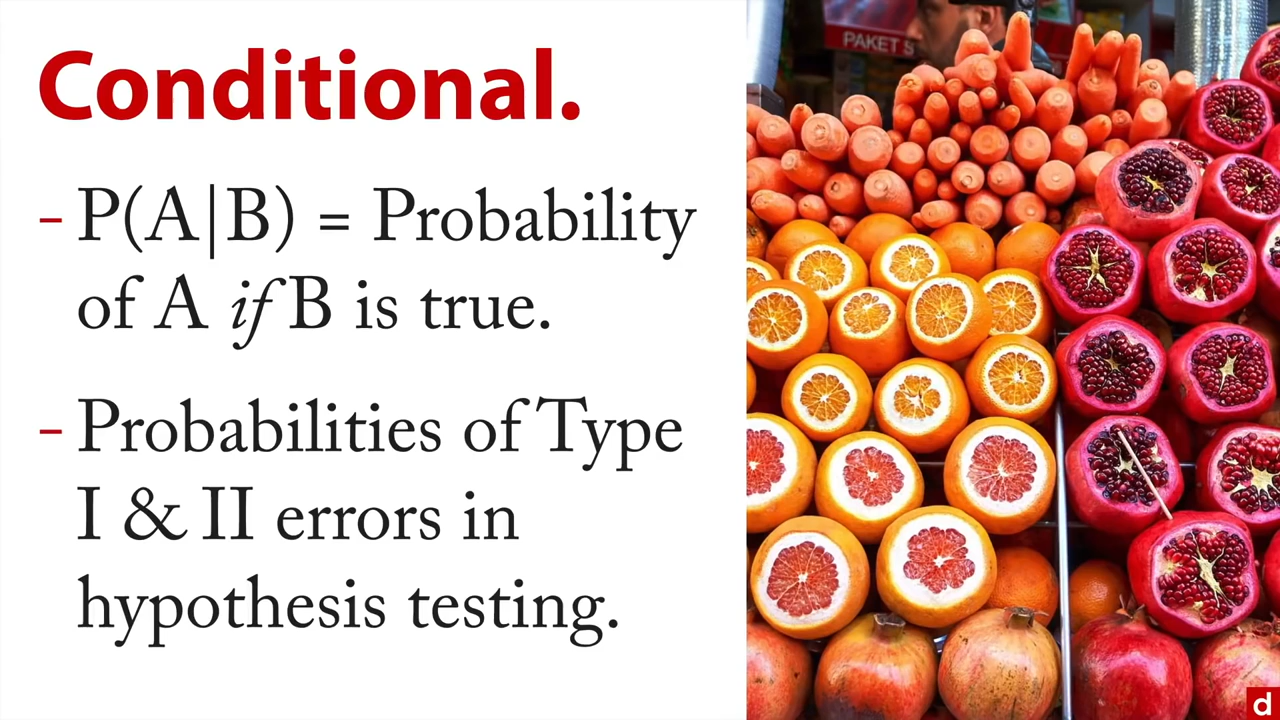 Conditional.
- P(A|B) = Probability
of A if B is true.
- Probabilities of Type
I & II errors in
hypothesis testing.
PAKET S
d